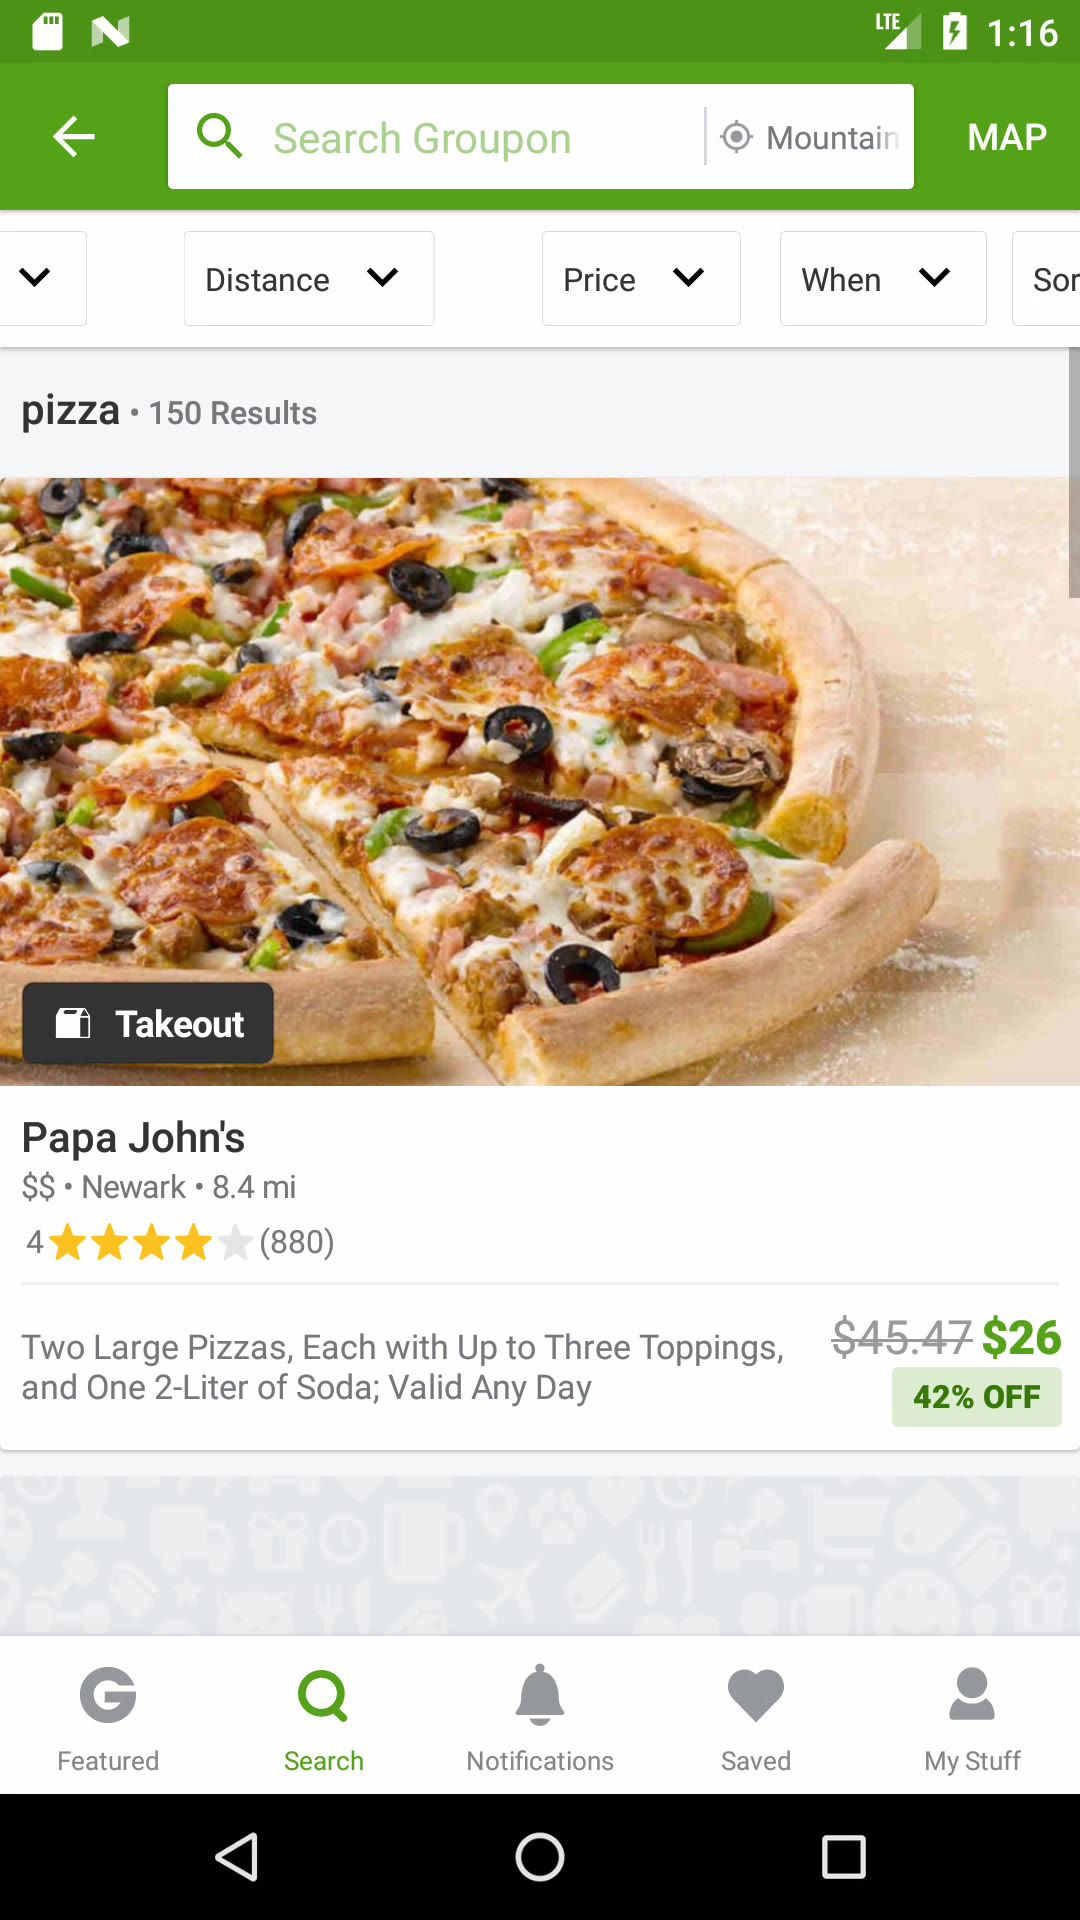 LTE 1:16
Search Groupon Mountain MAP
Distance Price When Sor
pizza • 150 Results
Takeout
Papa John's
$$ • Newark • 8.4 mi
4 (880)
Two Large Pizzas, Each with Up to Three Toppings, $45.47 $26
and One 2-Liter of Soda; Valid Any Day
42% OFF
Featured Search Notifications Saved My Stuff